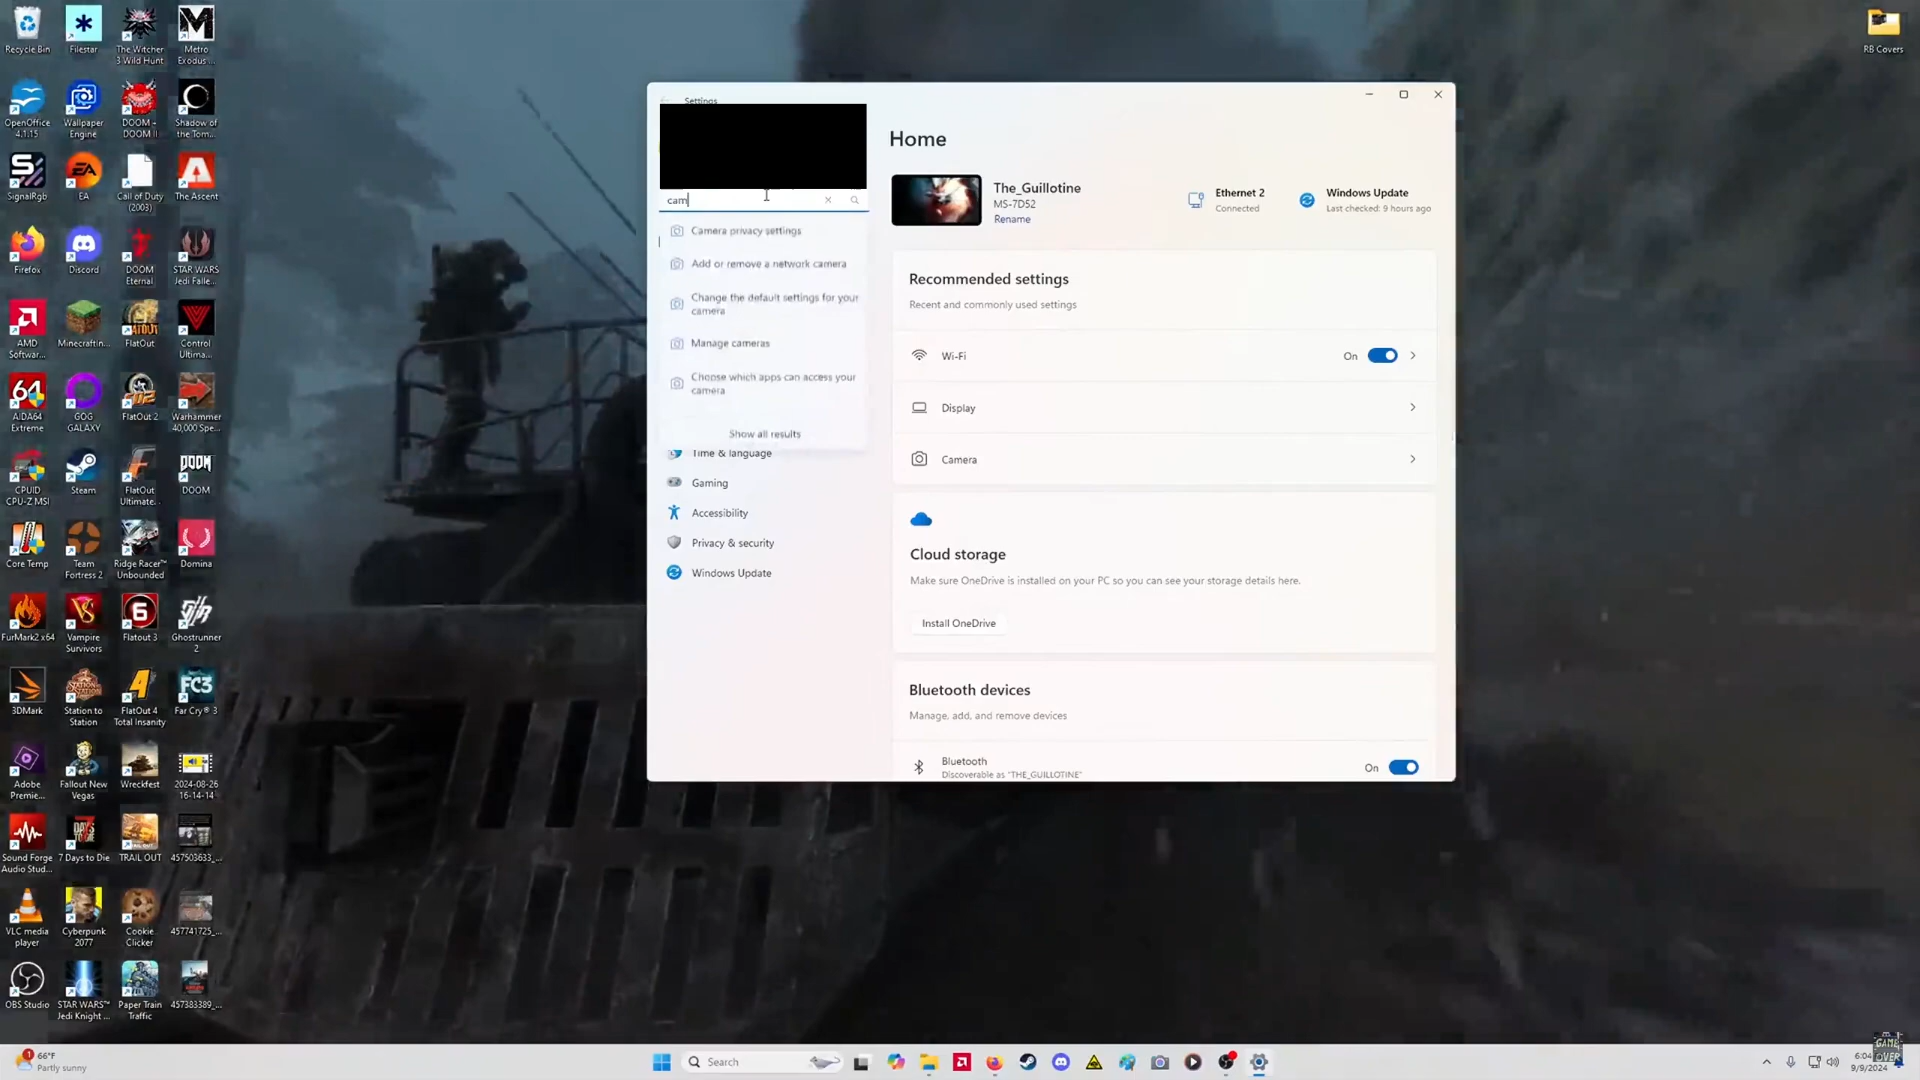 Recycle Bin
Filestar
The Witcher
3 Wild Hunt
Metro
Exodus ...
OpenOffice
4.1.15
Wallpaper
Engine
DOOM +
DOOM II
Shadow of
the Tom...
SignalRgb
EA
Call of Duty
(2003)
The Ascent
Firefox
Discord
DOOM
Eternal
STAR WARS
Jedi Falle...
AMD
Softwar...
Minecraftin...
FlatOut
Control
Ultima...
AIDA64
Extreme
GOG
GALAXY
FlatOut 2
Warhammer
40,000 Spe...
CPUID
CPU-Z MSI
Steam
FlatOut
Ultimate...
DOOM
Core Temp
Team
Fortress 2
Ridge Racer™
Unbounded
Domina
FurMark2 x64
Vampire
Survivors
Flatout 3
Ghostrunner
2
3DMark
Station to
Station
FlatOut 4
Total Insanity
Far Cry® 3
Adobe
Premie...
Fallout New
Vegas
Wreckfest
2024-08-26
16-14-14
Sound Forge
Audio Stud...
7 Days to Die
TRAIL OUT
457503633_...
VLC media
player
Cyberpunk
2077
Cookie
Clicker
457741725_...
OBS Studio
STAR WARS™
Jedi Knight ...
Paper Train
Traffic
457383389_...
RB Covers
Settings
cam
Camera privacy settings
Add or remove a network camera
Change the default settings for your
camera
Manage cameras
Choose which apps can access your
camera
Show all results
Time & language
Gaming
Accessibility
Privacy & security
Windows Update
Home
The_Guillotine
MS-7D52
Rename
Ethernet 2
Connected
Windows Update
Last checked: 9 hours ago
Recommended settings
Recent and commonly used settings
Wi-Fi
On
Display
Camera
Cloud storage
Make sure OneDrive is installed on your PC so you can see your storage details here.
Install OneDrive
Bluetooth devices
Manage, add, and remove devices
Bluetooth
Discoverable as "THE_GUILLOTINE"
On
1
66°F
Partly sunny
Search
6:04
9/9/2024
GAME
OVER